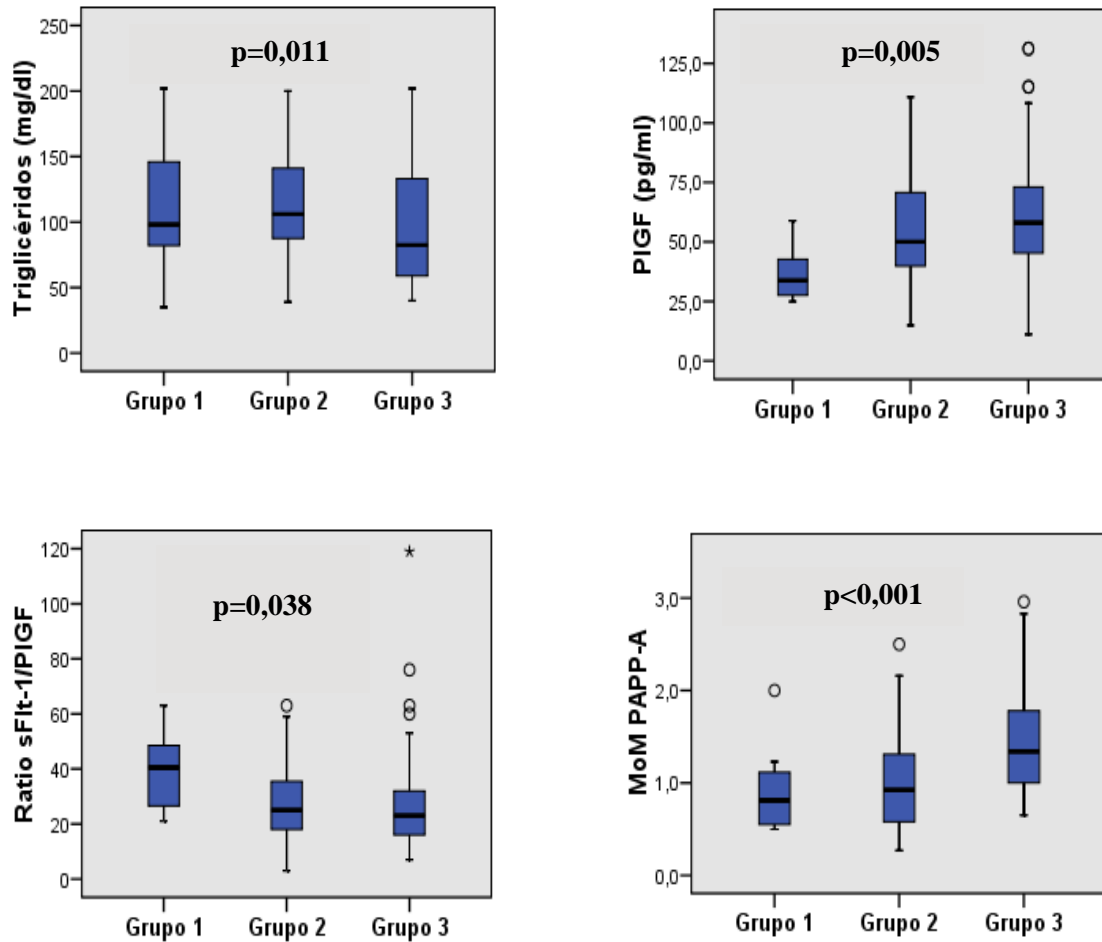 Triglicéridos (mg/dl)
250
200
150
100
50
0
p=0,011
Grupo 1 Grupo 2 Grupo 3
PlGF (pg/ml)
125,0
100,0
75,0
50,0
25,0
0,0
p=0,005
Grupo 1 Grupo 2 Grupo 3
Ratio sFlt-1/PlGF
120
100
80
60
40
20
0
p=0,038
Grupo 1 Grupo 2 Grupo 3
MoM PAPP-A
3,0
2,0
1,0
0,0
p<0,001
Grupo 1 Grupo 2 Grupo 3